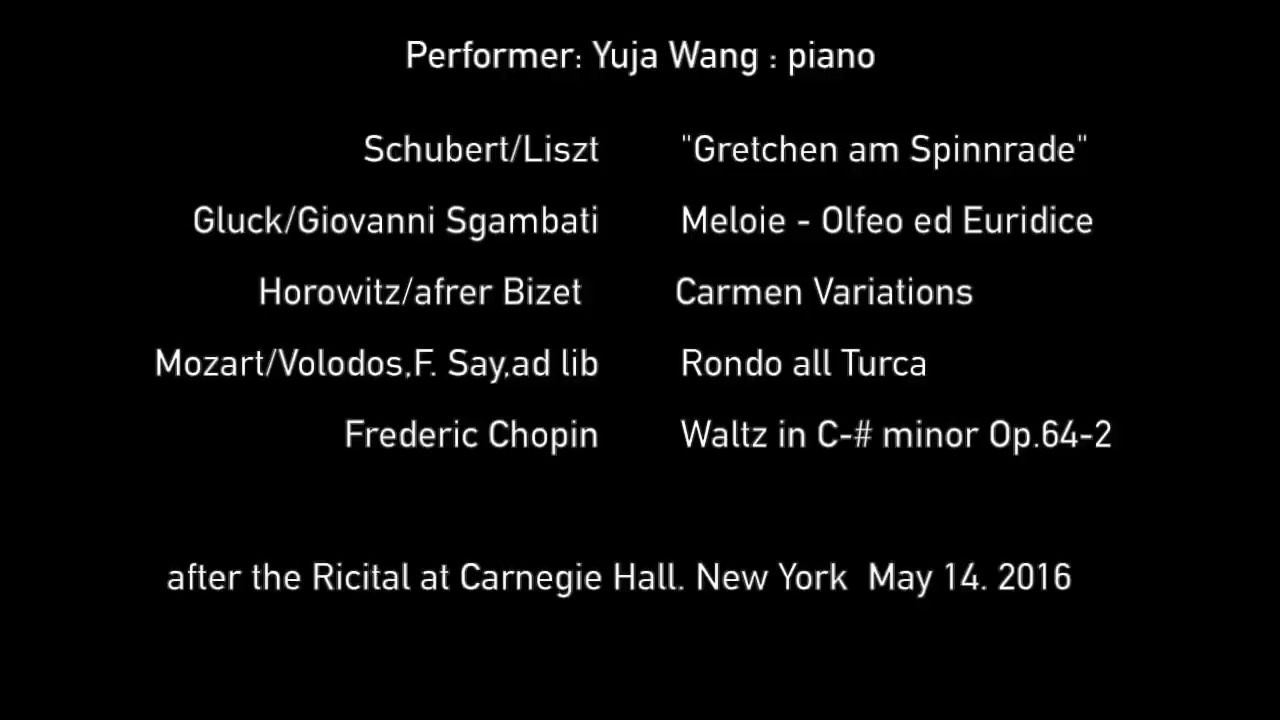 Performer: Yuja Wang : piano
Schubert/Liszt "Gretchen am Spinnrade"
Gluck/Giovanni Sgambati Meloie - Olfeo ed Euridice
Horowitz/afrer Bizet Carmen Variations
Mozart/Volodos,F. Say,ad lib Rondo all Turca
Frederic Chopin Waltz in C-# minor Op.64-2
after the Ricital at Carnegie Hall. New York May 14. 2016